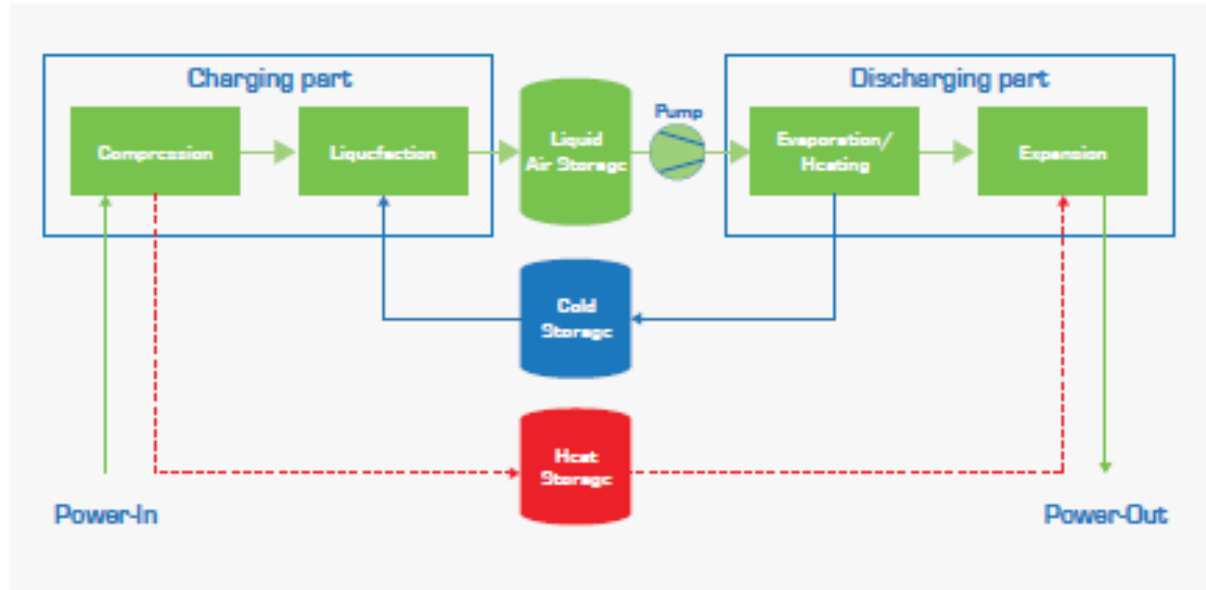 Charging part
Discharging part
Compression
Liquefaction
Liquid
Air Storage
Pump
Evaporation/
Heating
Expansion
Cold
Storage
Heat
Storage
Power-In
Power-Out